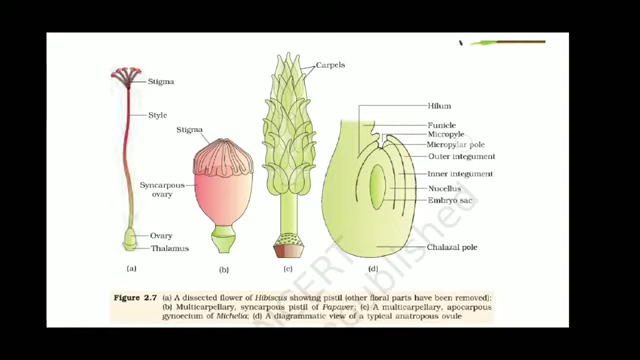 Stigma
Style
Ovary
Thalamus
(a)
Stigma
Syncarpous
ovary
(b)
Carpels
(c)
Hilum
Funicle
Micropyle
Micropylar pole
Outer integument
Inner integument
Nucellus
Embryo sac
Chalazal pole
(d)
Figure 2.7 (a) A dissected flower of Hibiscus showing pistil (other floral parts have been removed);
(b) Multicarpellary, syncarpous pistil of Papaver; (c) A multicarpellary, apocarpous
gynoecium of Michelia; (d) A diagrammatic view of a typical anatropous ovule
NCERT
republished